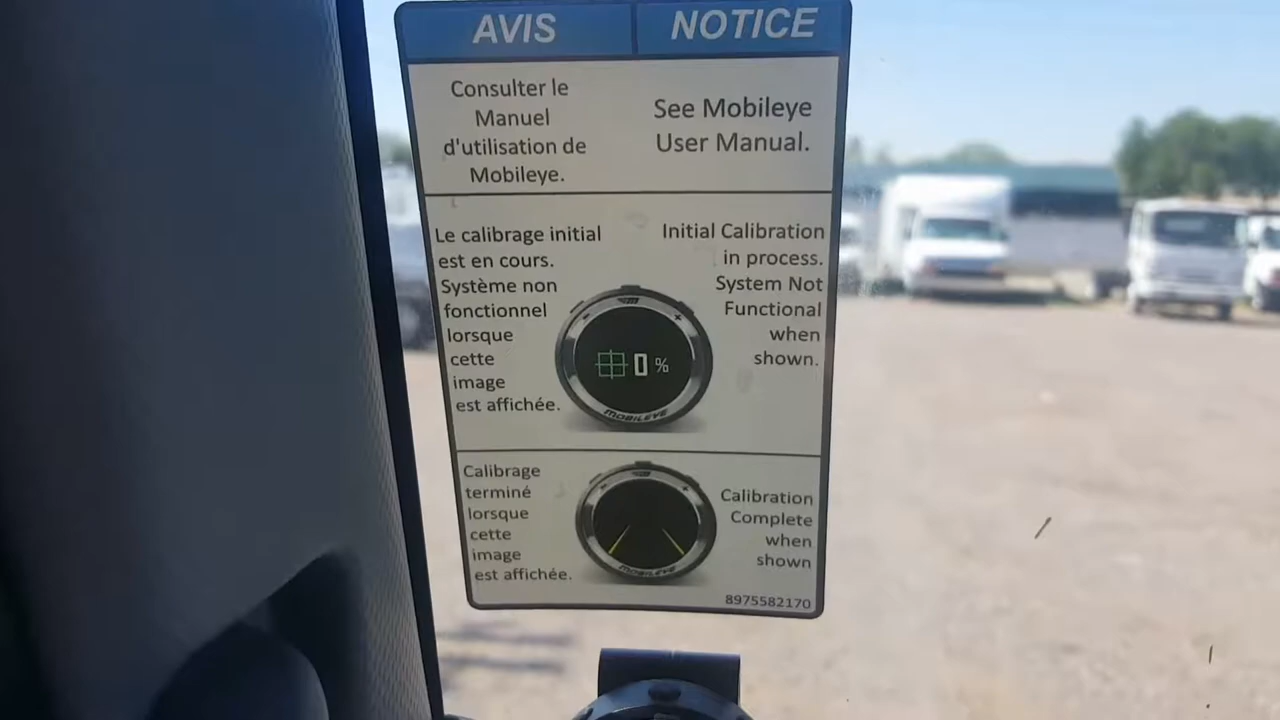 AVIS
NOTICE
Consulter le
Manuel
d'utilisation de
Mobileye.
See Mobileye
User Manual.
Le calibrage initial
est en cours.
Système non
fonctionnel
lorsque
cette
image
est affichée.
0 %
MOBILEYE
Initial Calibration
in process.
System Not
Functional
when
shown.
Calibrage
terminé
lorsque
cette
image
est affichée.
MOBILEYE
Calibration
Complete
when
shown
8975582170